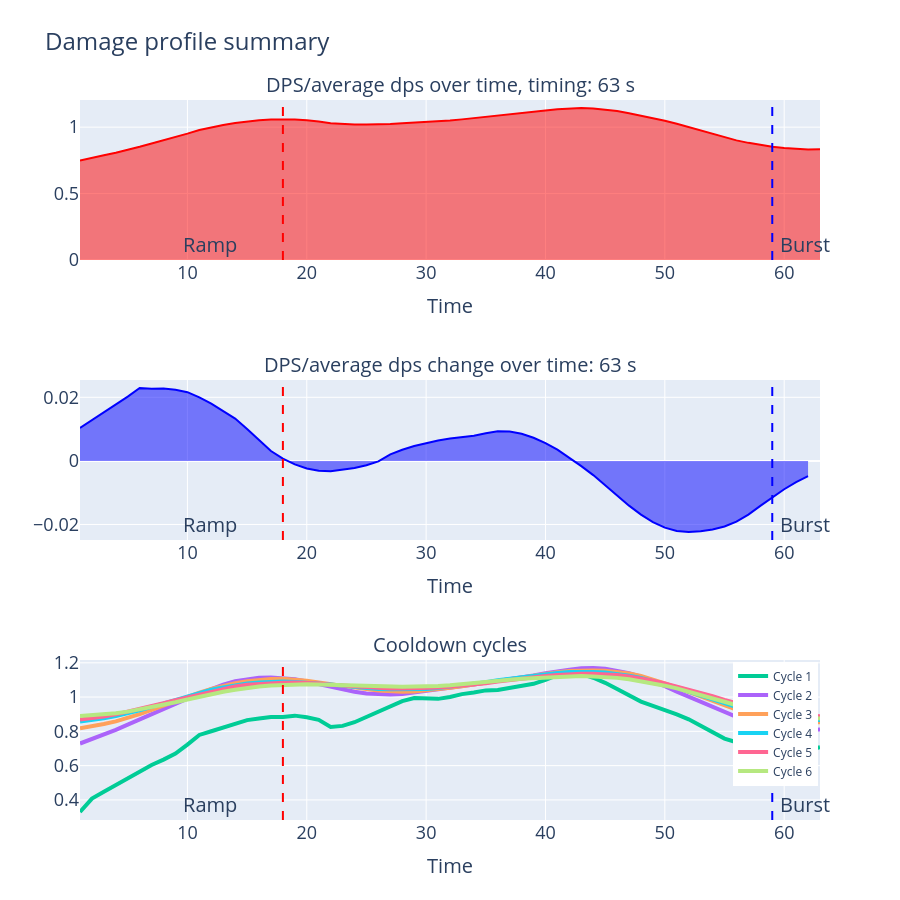 Damage profile summary
DPS/average dps over time, timing: 63 s
1
0.5
0
Ramp
Burst
10 20 30 40 50 60
Time
DPS/average dps change over time: 63 s
0.02
0
−0.02
Ramp
Burst
10 20 30 40 50 60
Time
Cooldown cycles
1.2
1
0.8
0.6
0.4
Cycle 1
Cycle 2
Cycle 3
Cycle 4
Cycle 5
Cycle 6
Ramp
Burst
10 20 30 40 50 60
Time